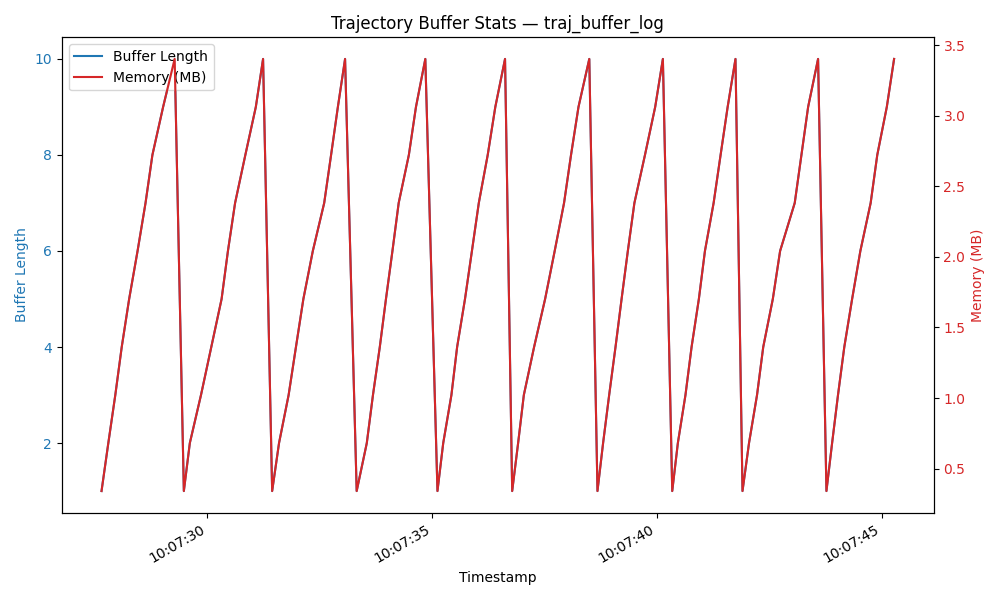 Trajectory Buffer Stats — traj_buffer_log
Buffer Length
Memory (MB)
10
8
6
4
2
Buffer Length
3.5
3.0
2.5
2.0
1.5
1.0
0.5
Memory (MB)
10:07:30
10:07:35
10:07:40
10:07:45
Timestamp